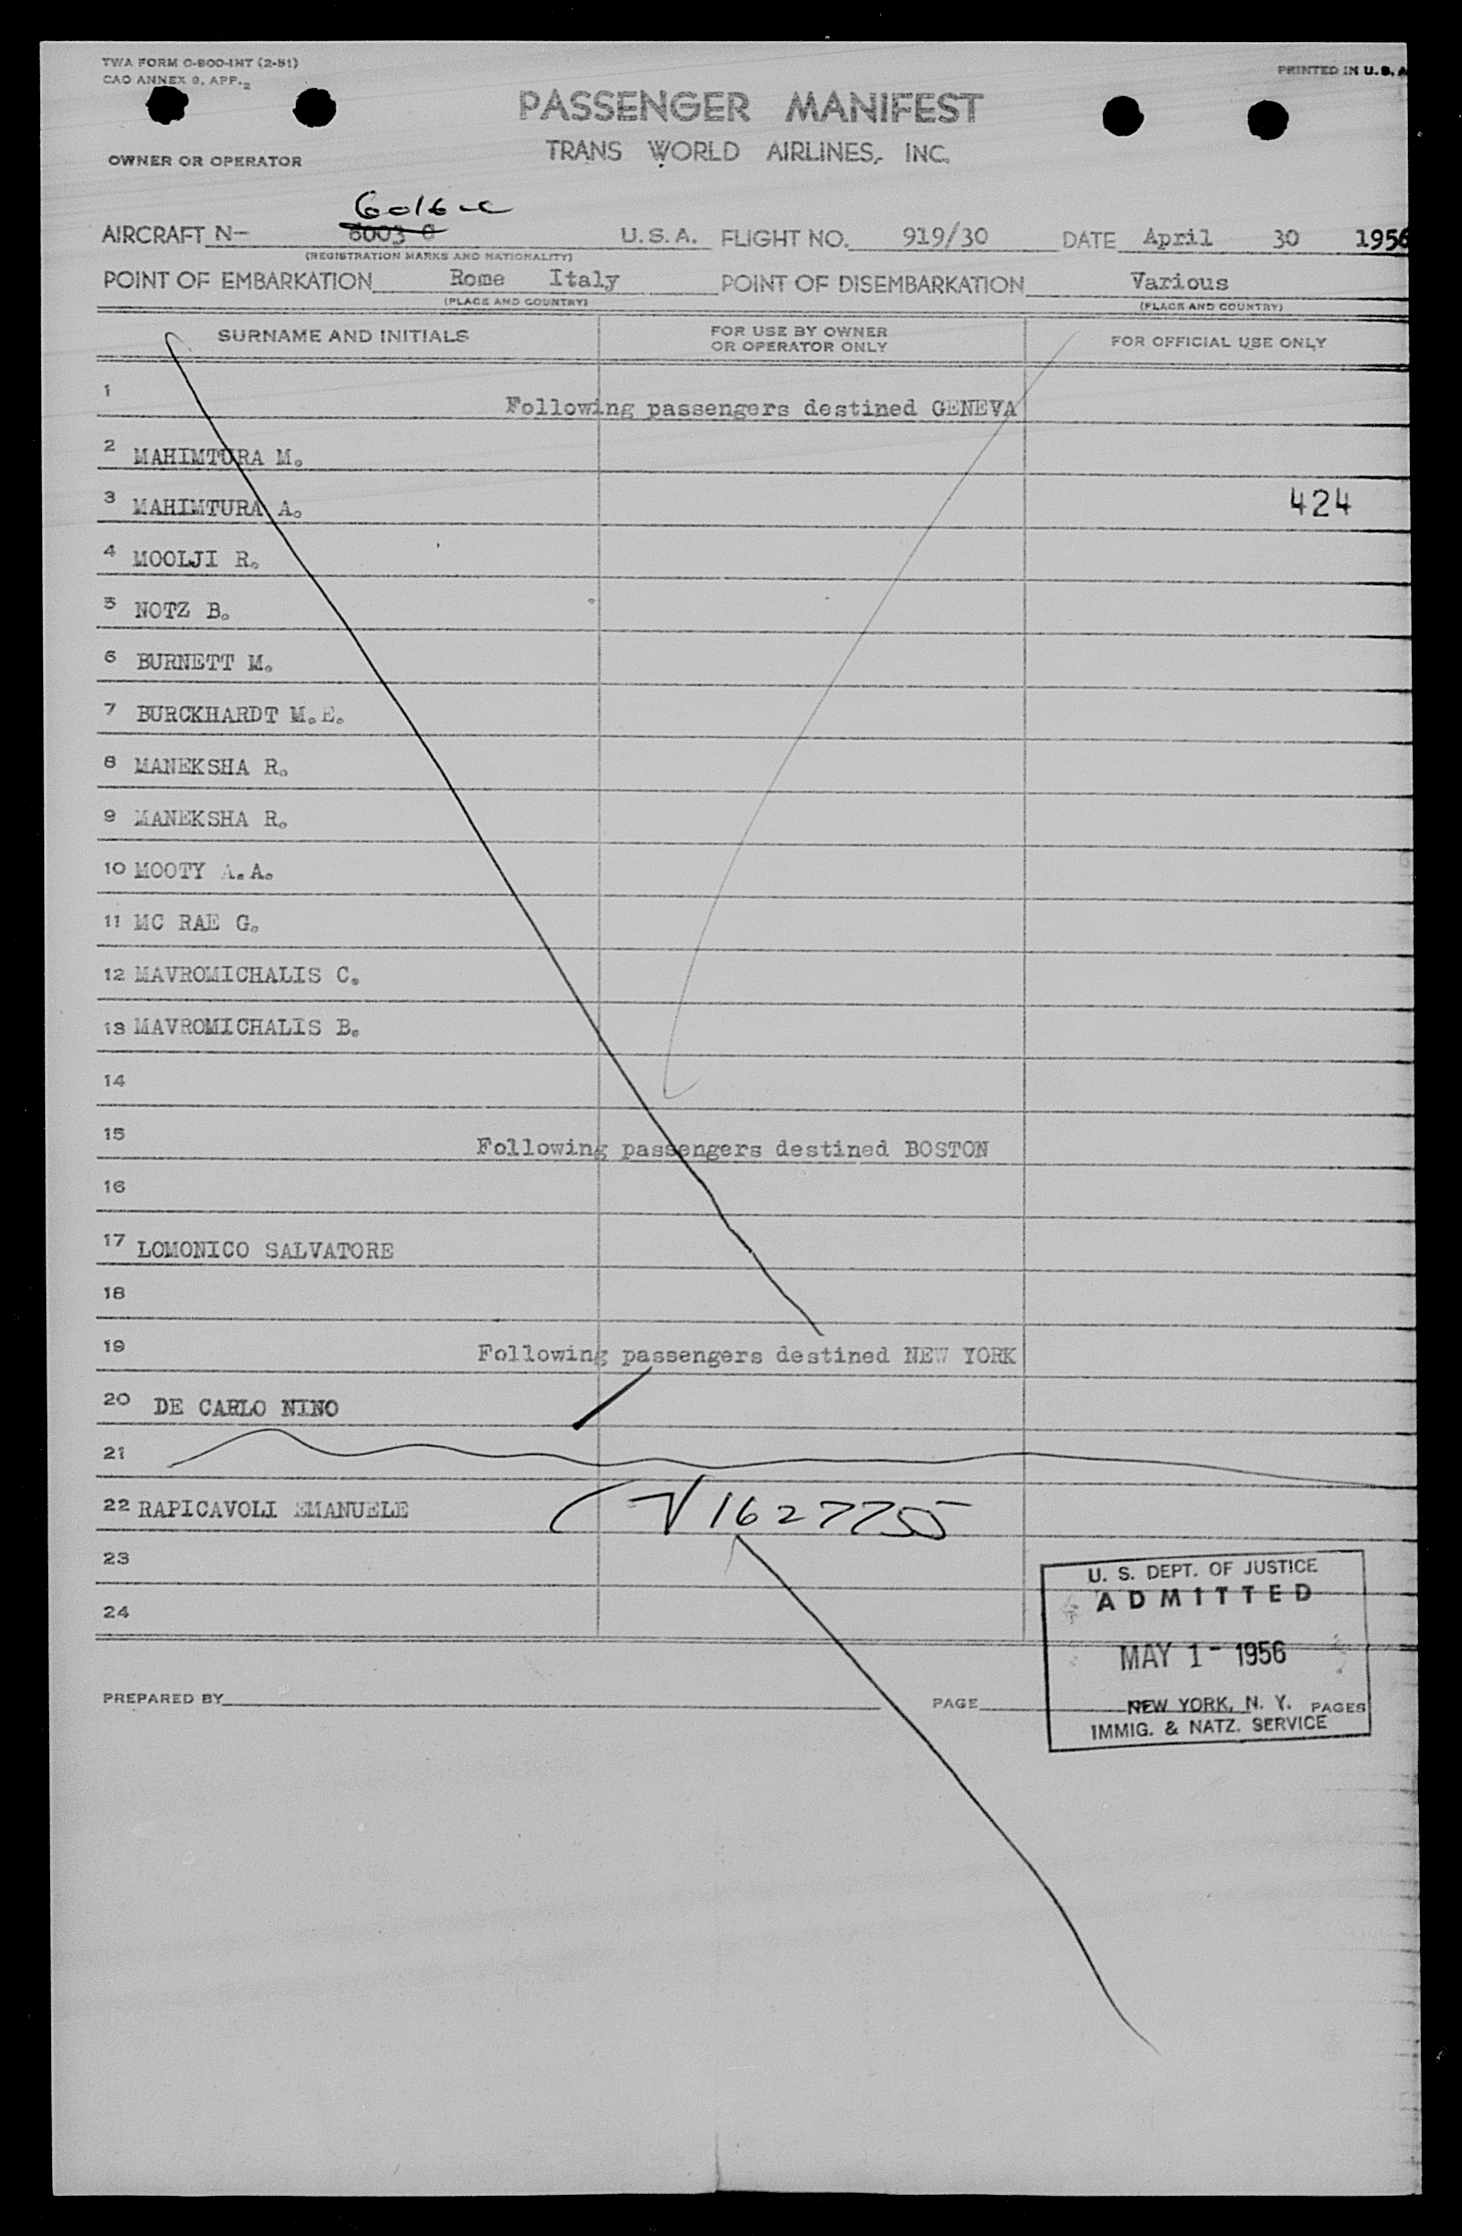 TWA FORM O-800-INT (2-51)
CAO ANNEX 9, APP. 2
PRINTED IN U.S.A
PASSENGER MANIFEST
OWNER OR OPERATOR
TRANS WORLD AIRLINES, INC.
AIRCRAFT N- 6003 C U.S.A. FLIGHT NO. 919/30 DATE April 30 1956
(REGISTRATION MARKS AND NATIONALITY)
POINT OF EMBARKATION Rome Italy POINT OF DISEMBARKATION Various
(PLACE AND COUNTRY) (PLACE AND COUNTRY)
SURNAME AND INITIALS FOR USE BY OWNER OR OPERATOR ONLY FOR OFFICIAL USE ONLY
1 Following passengers destined GENEVA
2 MAHIMTURA M.
3 MAHIMTURA A. 424
4 MOOLJI R.
5 NOTZ B.
6 BURNETT M.
7 BURCKHARDT M.E.
8 MANEKSHA R.
9 MANEKSHA R.
10 MOOTY A.A.
11 MC RAE G.
12 MAVROMICHALIS C.
13 MAVROMICHALIS B.
14
15 Following passengers destined BOSTON
16
17 LOMONICO SALVATORE
18
19 Following passengers destined NEW YORK
20 DE CARLO NINO
21
22 RAPICAVOLI EMANUELE V1627755
23
24
U. S. DEPT. OF JUSTICE
ADMITTED
MAY 1 - 1956
NEW YORK, N. Y.
IMMIG. & NATZ. SERVICE
PREPARED BY PAGE PAGES